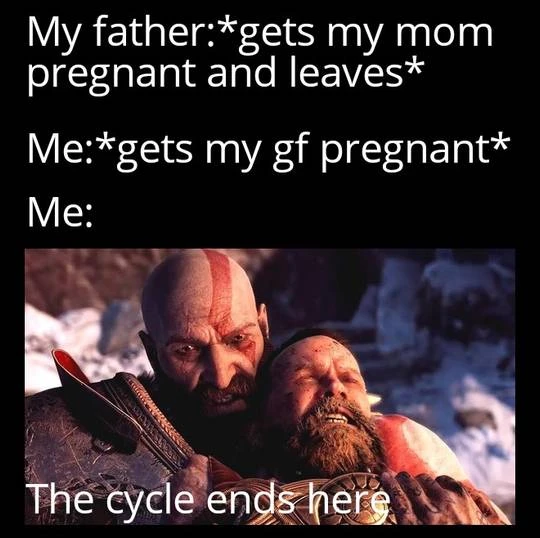 My father:*gets my mom
pregnant and leaves*
Me:*gets my gf pregnant*
Me:
The cycle ends here